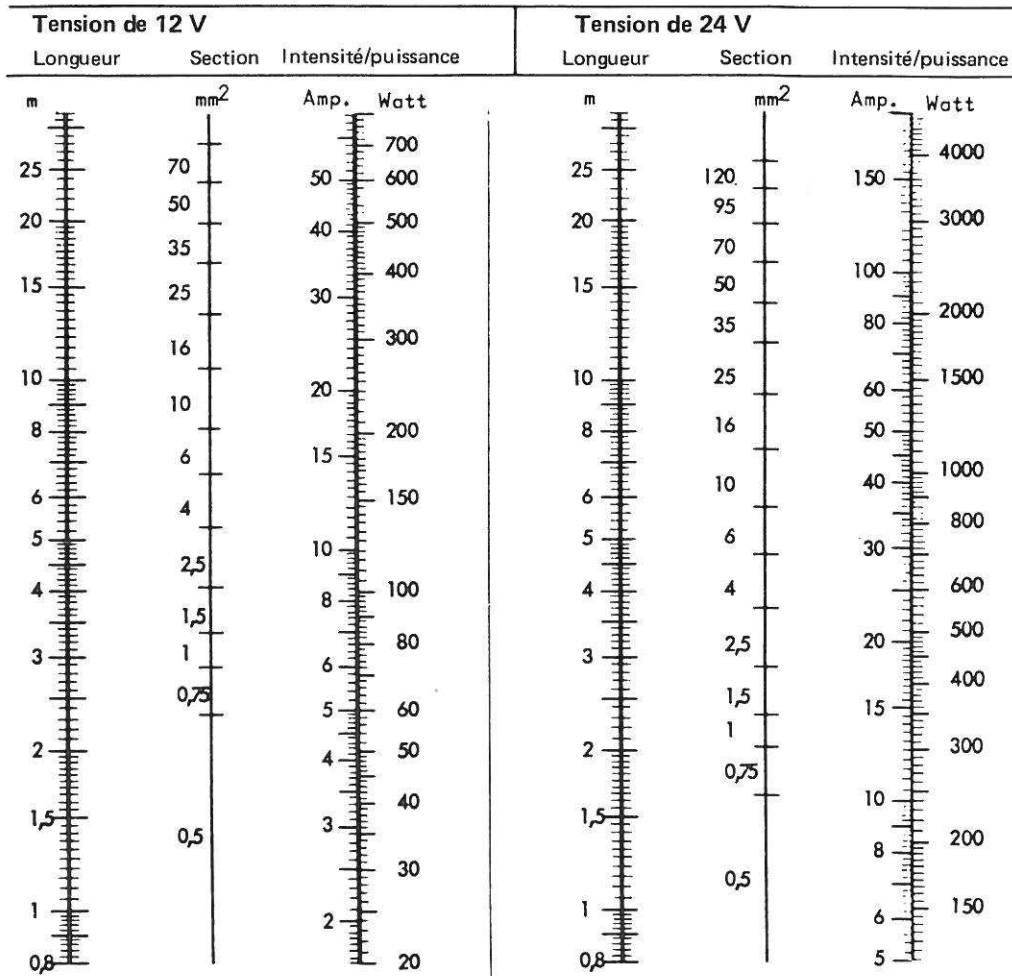 Tension de 12 V Tension de 24 V
Longueur Section Intensité/puissance Longueur Section Intensité/puissance
m mm² Amp. Watt m mm² Amp. Watt
700 4000
25 70 50 600 25 120 150
50 95
20 40 500 20 3000
35 70
400 100
15 25 30 15 50 2000
300 35 80
16
10 20 10 25 60 1500
10
8 200 8 16 50
6 15 1000
6 150 6 10 40
4 800
5 10 5 6 30
2,5
4 8 100 4 4 600
1,5
80 500
3 1 6 3 2,5 20
0,75 400
5 60 1,5 15
2 4 50 2 1 300
0,75
40 10
1,5 3 1,5
0,5 200
30 8
0,5
1 2 1 6 150
0,8 20 0,8 5